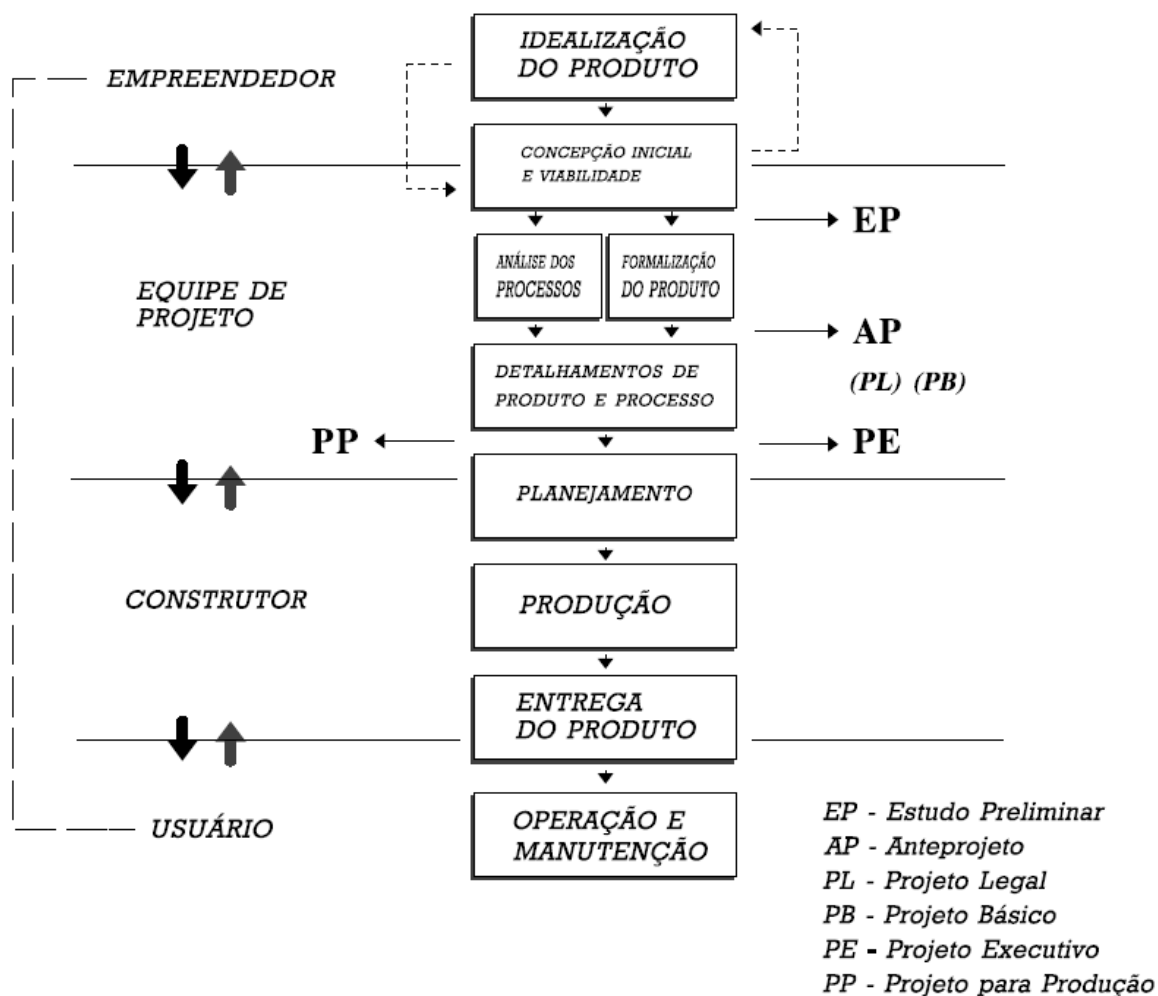 IDEALIZAÇÃO
DO PRODUTO
EMPREENDEDOR
CONCEPÇÃO INICIAL
E VIABILIDADE
EP
ANÁLISE DOS
PROCESSOS
FORMALIZAÇÃO
DO PRODUTO
EQUIPE DE
PROJETO
AP
(PL) (PB)
DETALHAMENTOS DE
PRODUTO E PROCESSO
PP
PE
PLANEJAMENTO
CONSTRUTOR
PRODUÇÃO
ENTREGA
DO PRODUTO
USUÁRIO
OPERAÇÃO E
MANUTENÇÃO
EP - Estudo Preliminar
AP - Anteprojeto
PL - Projeto Legal
PB - Projeto Básico
PE - Projeto Executivo
PP - Projeto para Produção